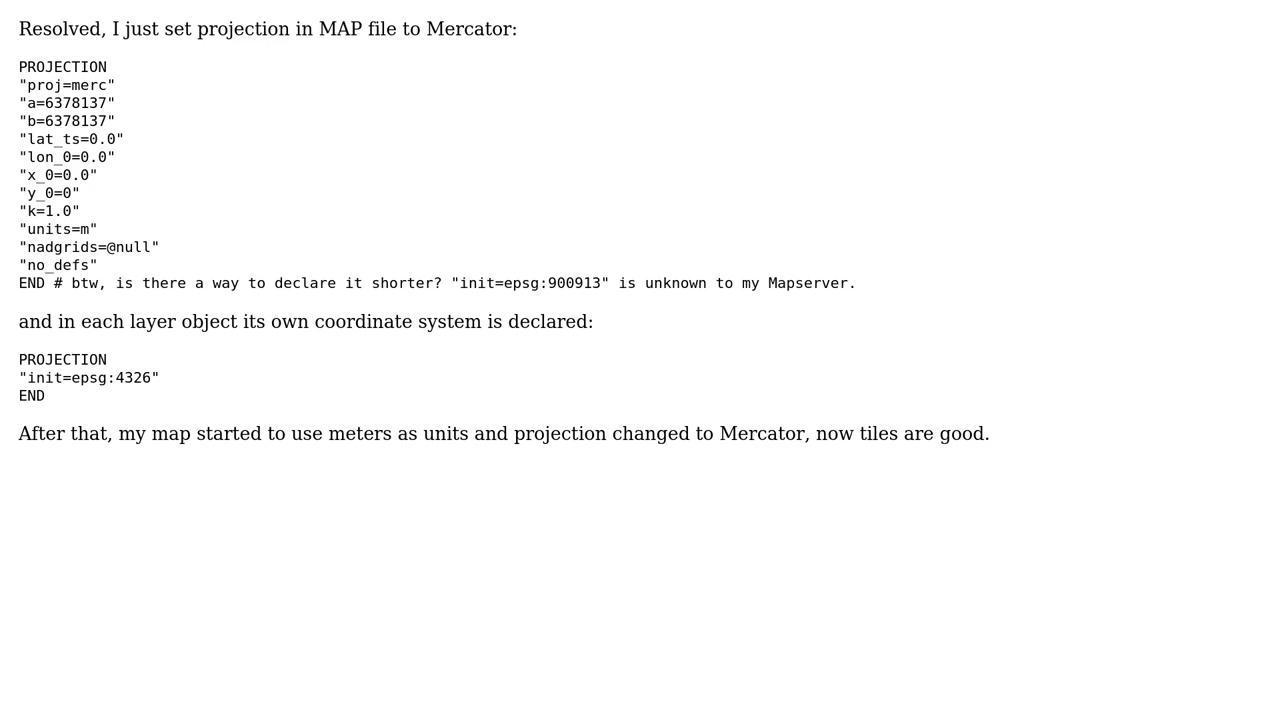 Resolved, I just set projection in MAP file to Mercator:
PROJECTION
"proj=merc"
"a=6378137"
"b=6378137"
"lat_ts=0.0"
"lon_0=0.0"
"x_0=0.0"
"y_0=0"
"k=1.0"
"units=m"
"nadgrids=@null"
"no_defs"
END # btw, is there a way to declare it shorter? "init=epsg:900913" is unknown to my Mapserver.
and in each layer object its own coordinate system is declared:
PROJECTION
"init=epsg:4326"
END
After that, my map started to use meters as units and projection changed to Mercator, now tiles are good.